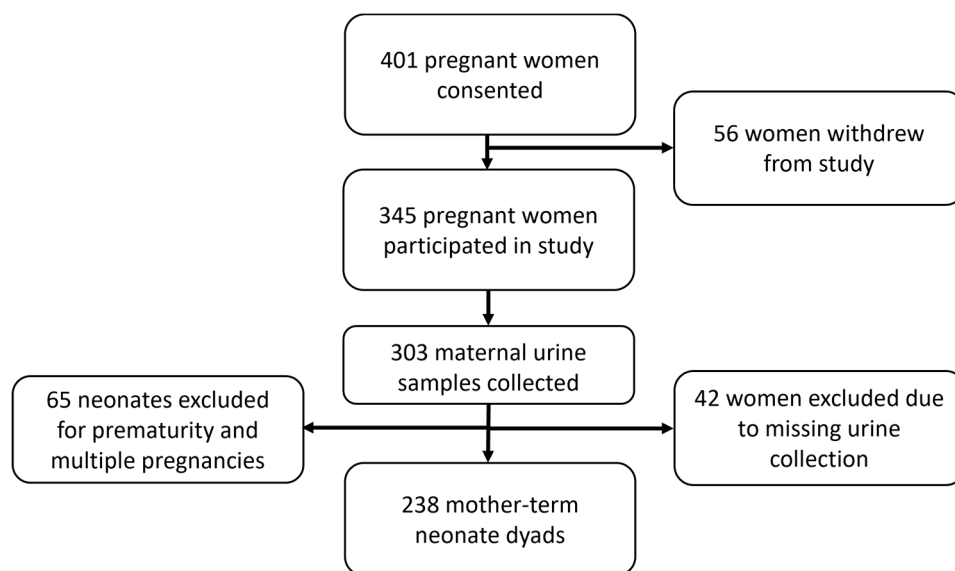 401 pregnant women
consented
56 women withdrew
from study
345 pregnant women
participated in study
303 maternal urine
samples collected
65 neonates excluded
for prematurity and
multiple pregnancies
42 women excluded due
to missing urine
collection
238 mother-term
neonate dyads